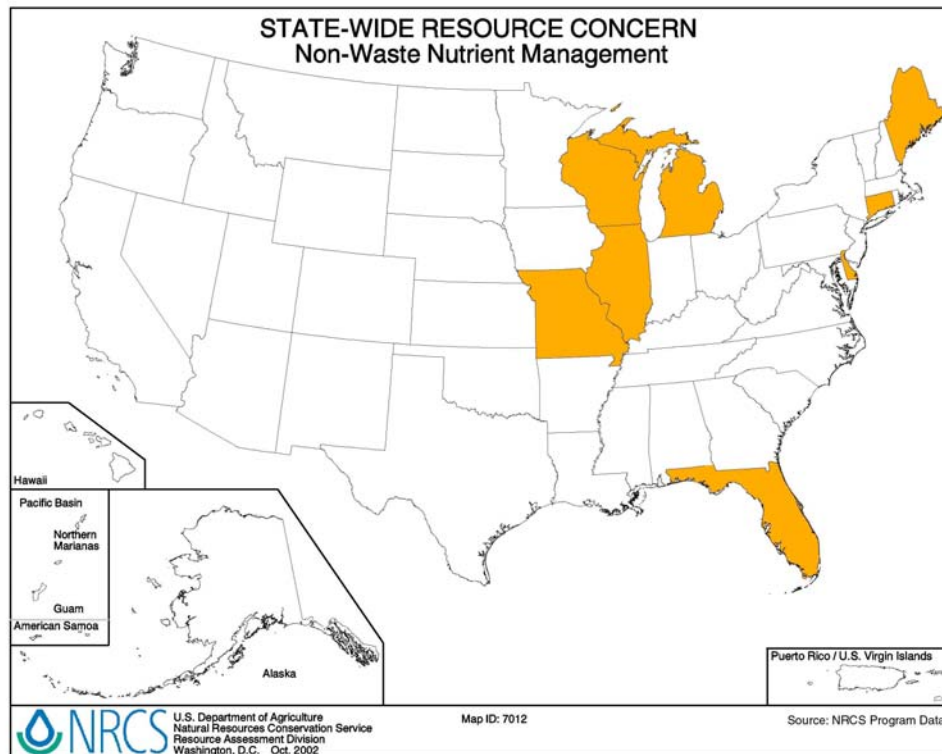 STATE-WIDE RESOURCE CONCERN
Non-Waste Nutrient Management
Hawaii
Pacific Basin
Northern
Marianas
Guam
American Samoa
Alaska
Puerto Rico / U.S. Virgin Islands
NRCS
U.S. Department of Agriculture
Natural Resources Conservation Service
Resource Assessment Division
Washington, D.C. Oct. 2002
Map ID: 7012
Source: NRCS Program Data